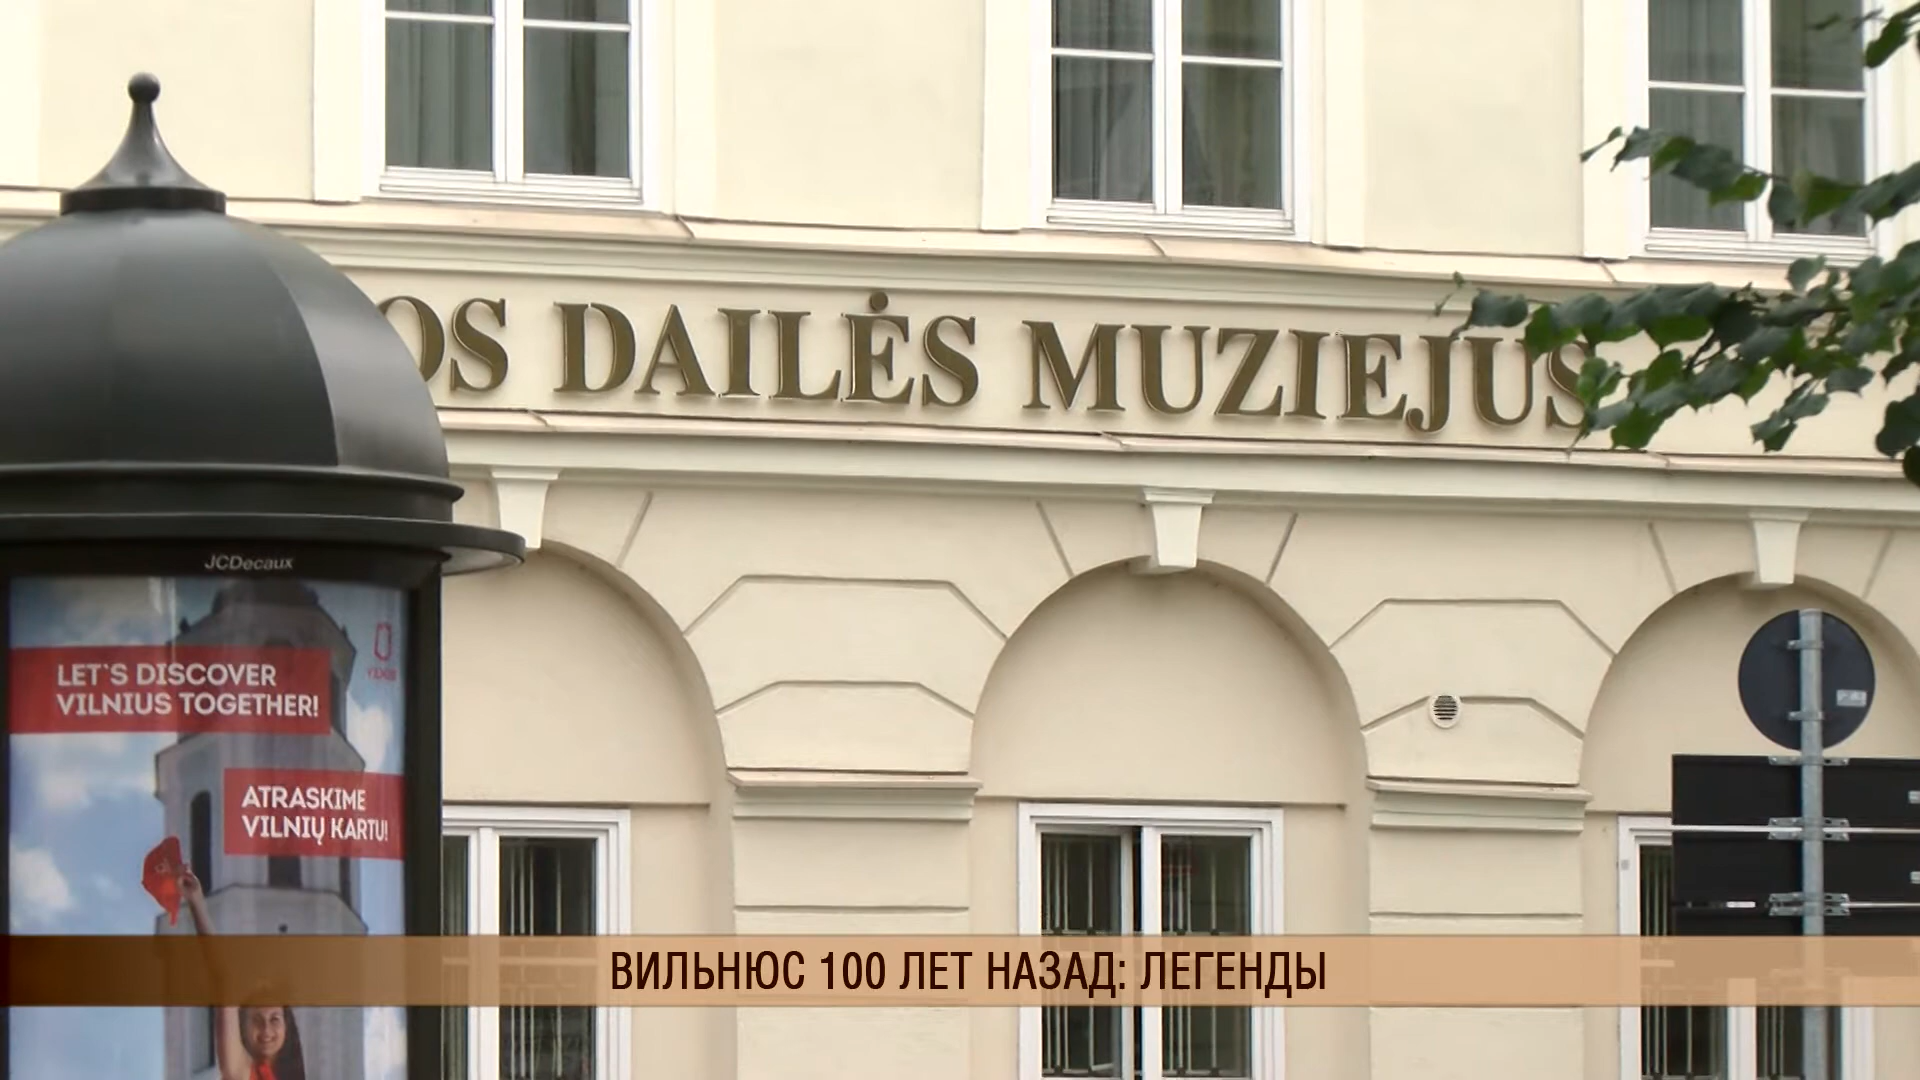 OS DAILĖS MUZIEJUS
JCDecaux
LET`S DISCOVER
VILNIUS TOGETHER!
ATRASKIME
VILNIŲ KARTU!
ВИЛЬНЮС 100 ЛЕТ НАЗАД: ЛЕГЕНДЫ